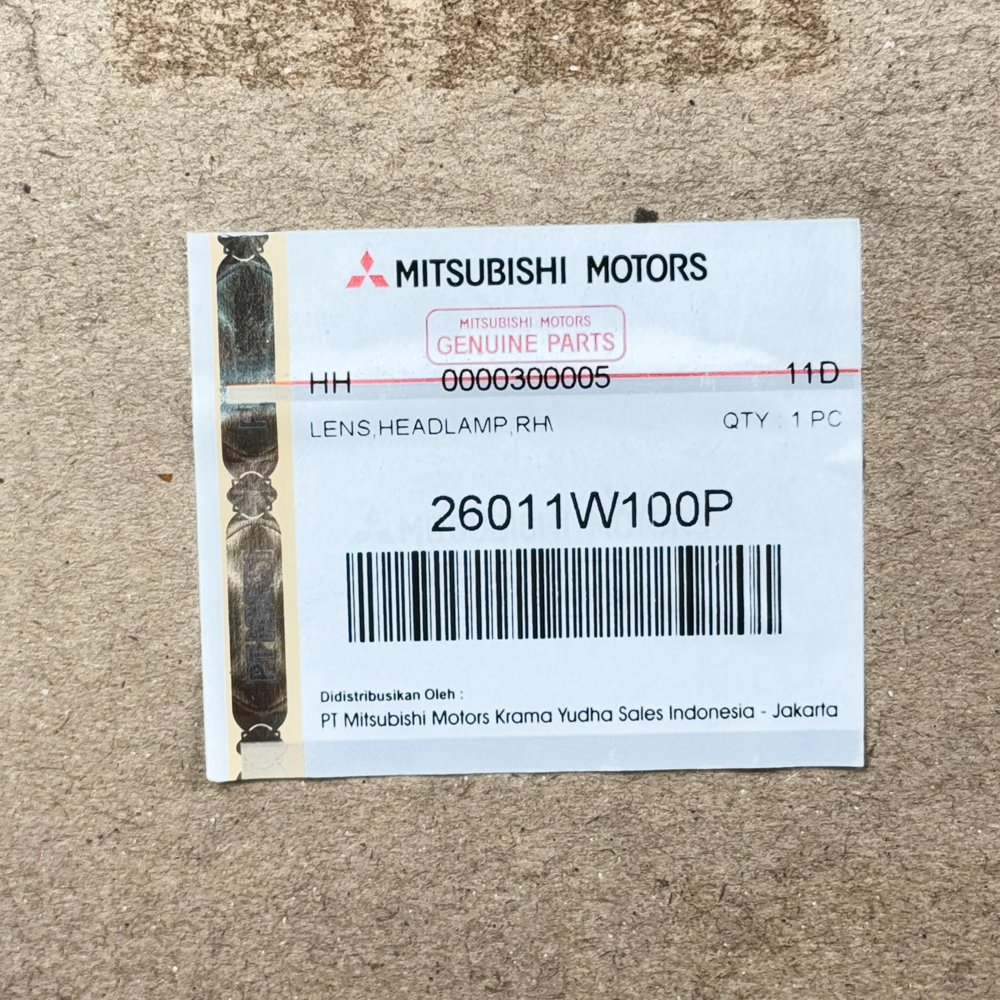 MITSUBISHI MOTORS
MITSUBISHI MOTORS
GENUINE PARTS
HH 0000300005 11D
LENS,HEADLAMP,RH\ QTY : 1 PC
26011W100P
Didistribusikan Oleh :
PT Mitsubishi Motors Krama Yudha Sales Indonesia - Jakarta